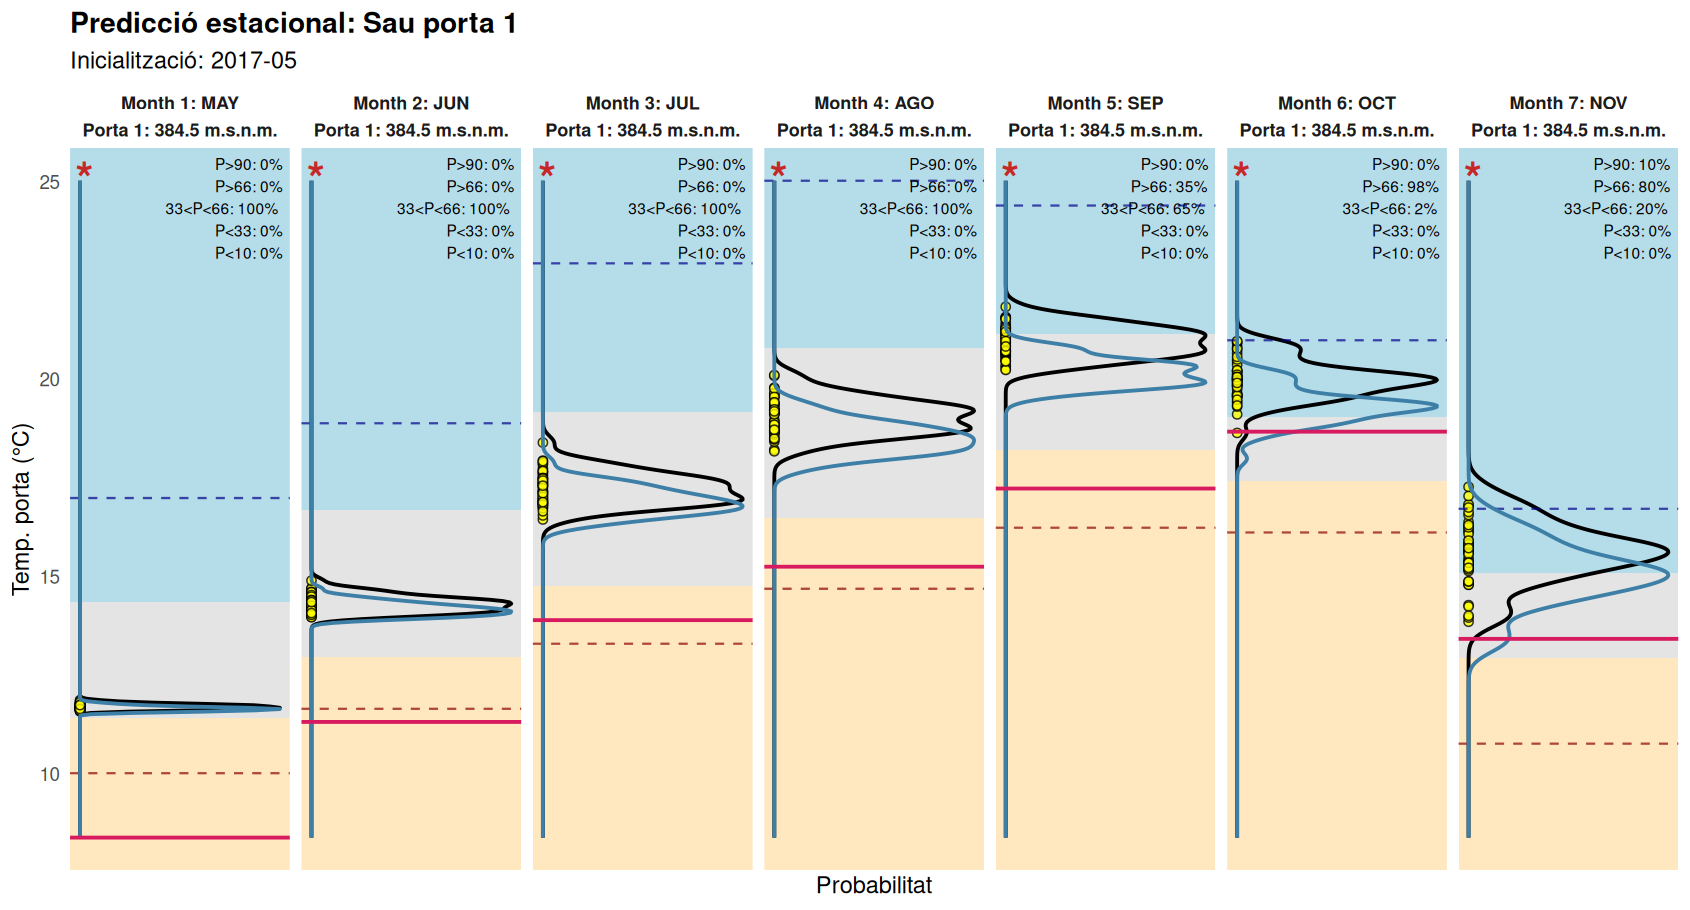 Predicció estacional: Sau porta 1
Inicialització: 2017-05
Month 1: MAY
Porta 1: 384.5 m.s.n.m.
Month 2: JUN
Porta 1: 384.5 m.s.n.m.
Month 3: JUL
Porta 1: 384.5 m.s.n.m.
Month 4: AGO
Porta 1: 384.5 m.s.n.m.
Month 5: SEP
Porta 1: 384.5 m.s.n.m.
Month 6: OCT
Porta 1: 384.5 m.s.n.m.
Month 7: NOV
Porta 1: 384.5 m.s.n.m.
Temp. porta (°C)
25
20
15
10
*
P>90: 0%
P>66: 0%
33<P<66: 100%
P<33: 0%
P<10: 0%
*
P>90: 0%
P>66: 0%
33<P<66: 100%
P<33: 0%
P<10: 0%
*
P>90: 0%
P>66: 0%
33<P<66: 100%
P<33: 0%
P<10: 0%
*
P>90: 0%
P>66: 0%
33<P<66: 100%
P<33: 0%
P<10: 0%
*
P>90: 0%
P>66: 35%
33<P<66: 65%
P<33: 0%
P<10: 0%
*
P>90: 0%
P>66: 98%
33<P<66: 2%
P<33: 0%
P<10: 0%
*
P>90: 10%
P>66: 80%
33<P<66: 20%
P<33: 0%
P<10: 0%
Probabilitat